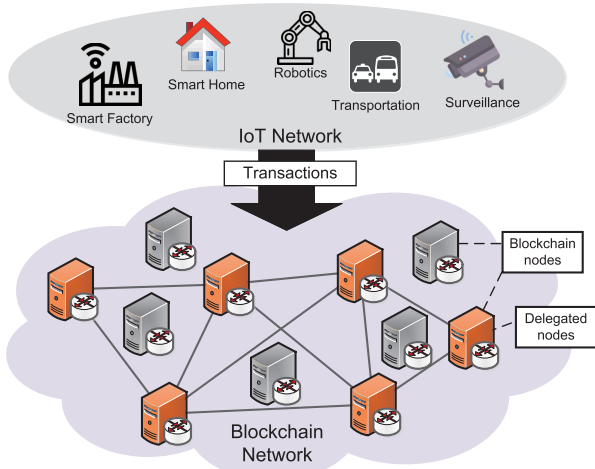 Smart Factory
Smart Home
Robotics
Transportation
Surveillance
IoT Network
Transactions
Blockchain
nodes
Delegated
nodes
Blockchain
Network